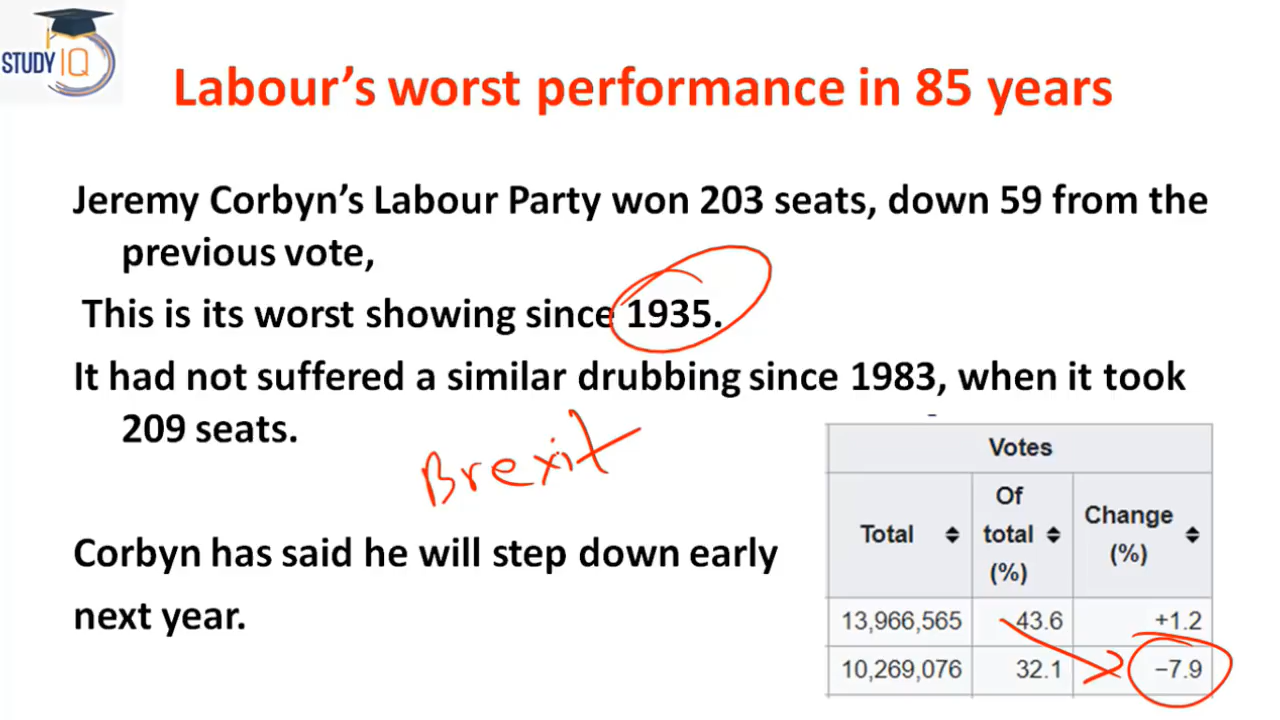 STUDY IQ
Labour's worst performance in 85 years
Jeremy Corbyn's Labour Party won 203 seats, down 59 from the
previous vote,
This is its worst showing since 1935.
It had not suffered a similar drubbing since 1983, when it took
209 seats.
Brexit
Corbyn has said he will step down early
next year.
Votes
Total Of total (%) Change (%)
13,966,565 43.6 +1.2
10,269,076 32.1 −7.9